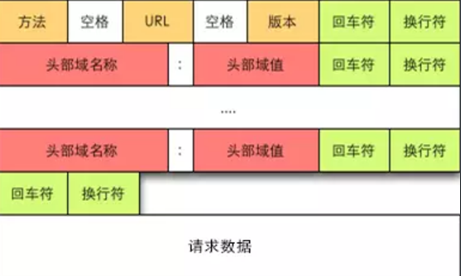 方法 空格 URL 空格 版本 回车符 换行符
头部域名称 : 头部域值 回车符 换行符
....
头部域名称 : 头部域值 回车符 换行符
回车符 换行符
请求数据